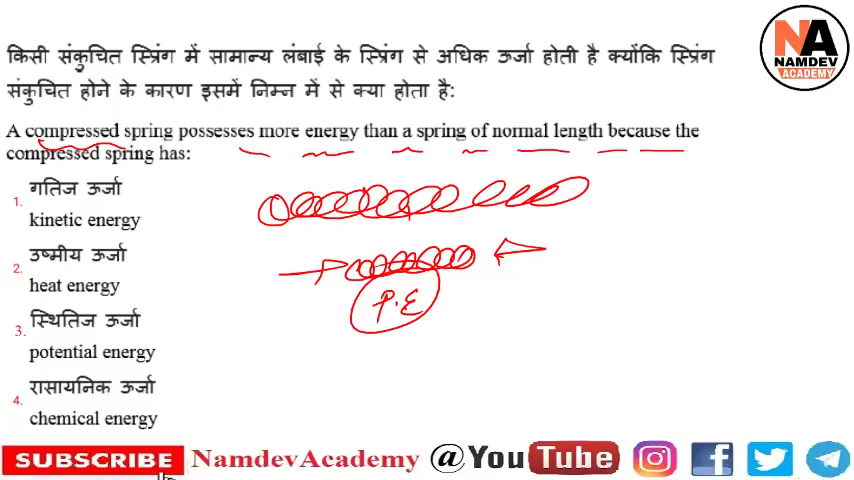 NA
NAMDEV
ACADEMY
किसी संकुचित स्प्रिंग में सामान्य लंबाई के स्प्रिंग से अधिक ऊर्जा होती है क्योंकि स्प्रिंग
संकुचित होने के कारण इसमें निम्न में से क्या होता है:
A compressed spring possesses more energy than a spring of normal length because the
compressed spring has:
1. गतिज ऊर्जा
kinetic energy
2. उष्मीय ऊर्जा
heat energy
3. स्थितिज ऊर्जा
potential energy
4. रासायनिक ऊर्जा
chemical energy
P.E
SUBSCRIBE NamdevAcademy @YouTube